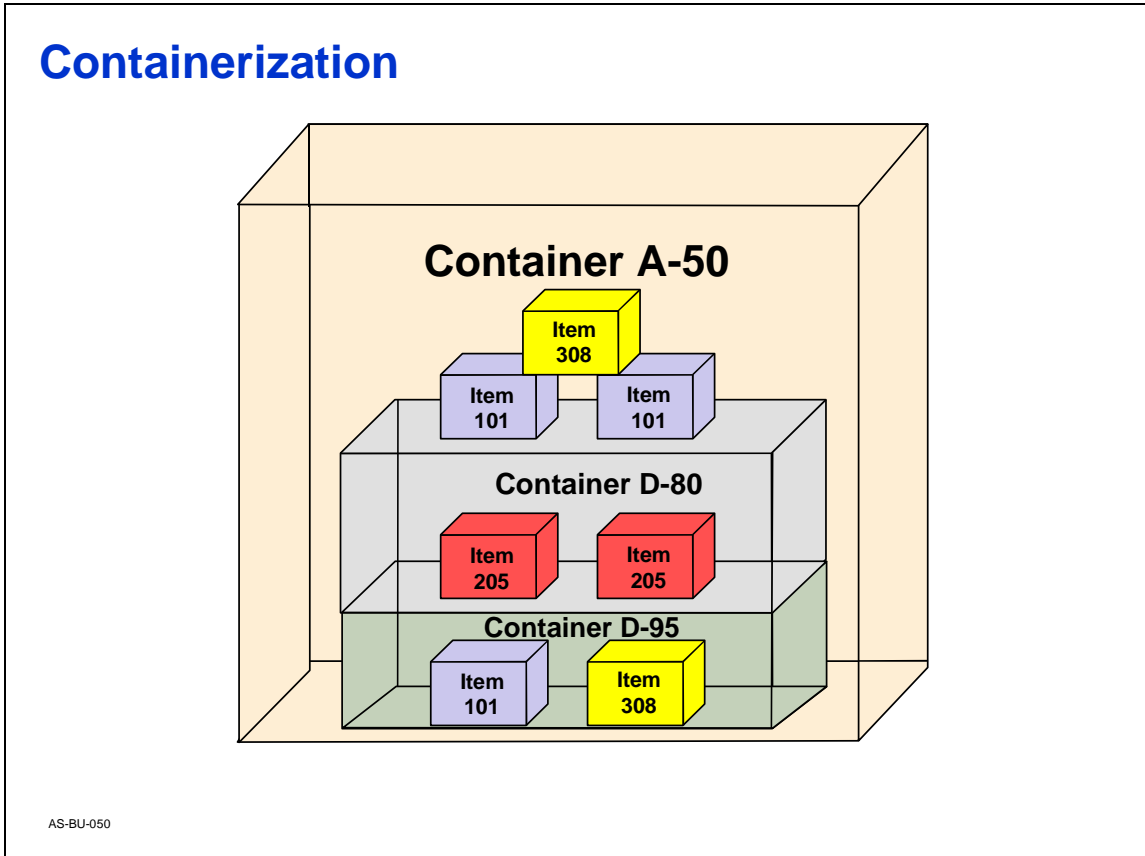 Containerization
Container A-50
Item
308
Item
101
Item
101
Container D-80
Item
205
Item
205
Container D-95
Item
101
Item
308
AS-BU-050